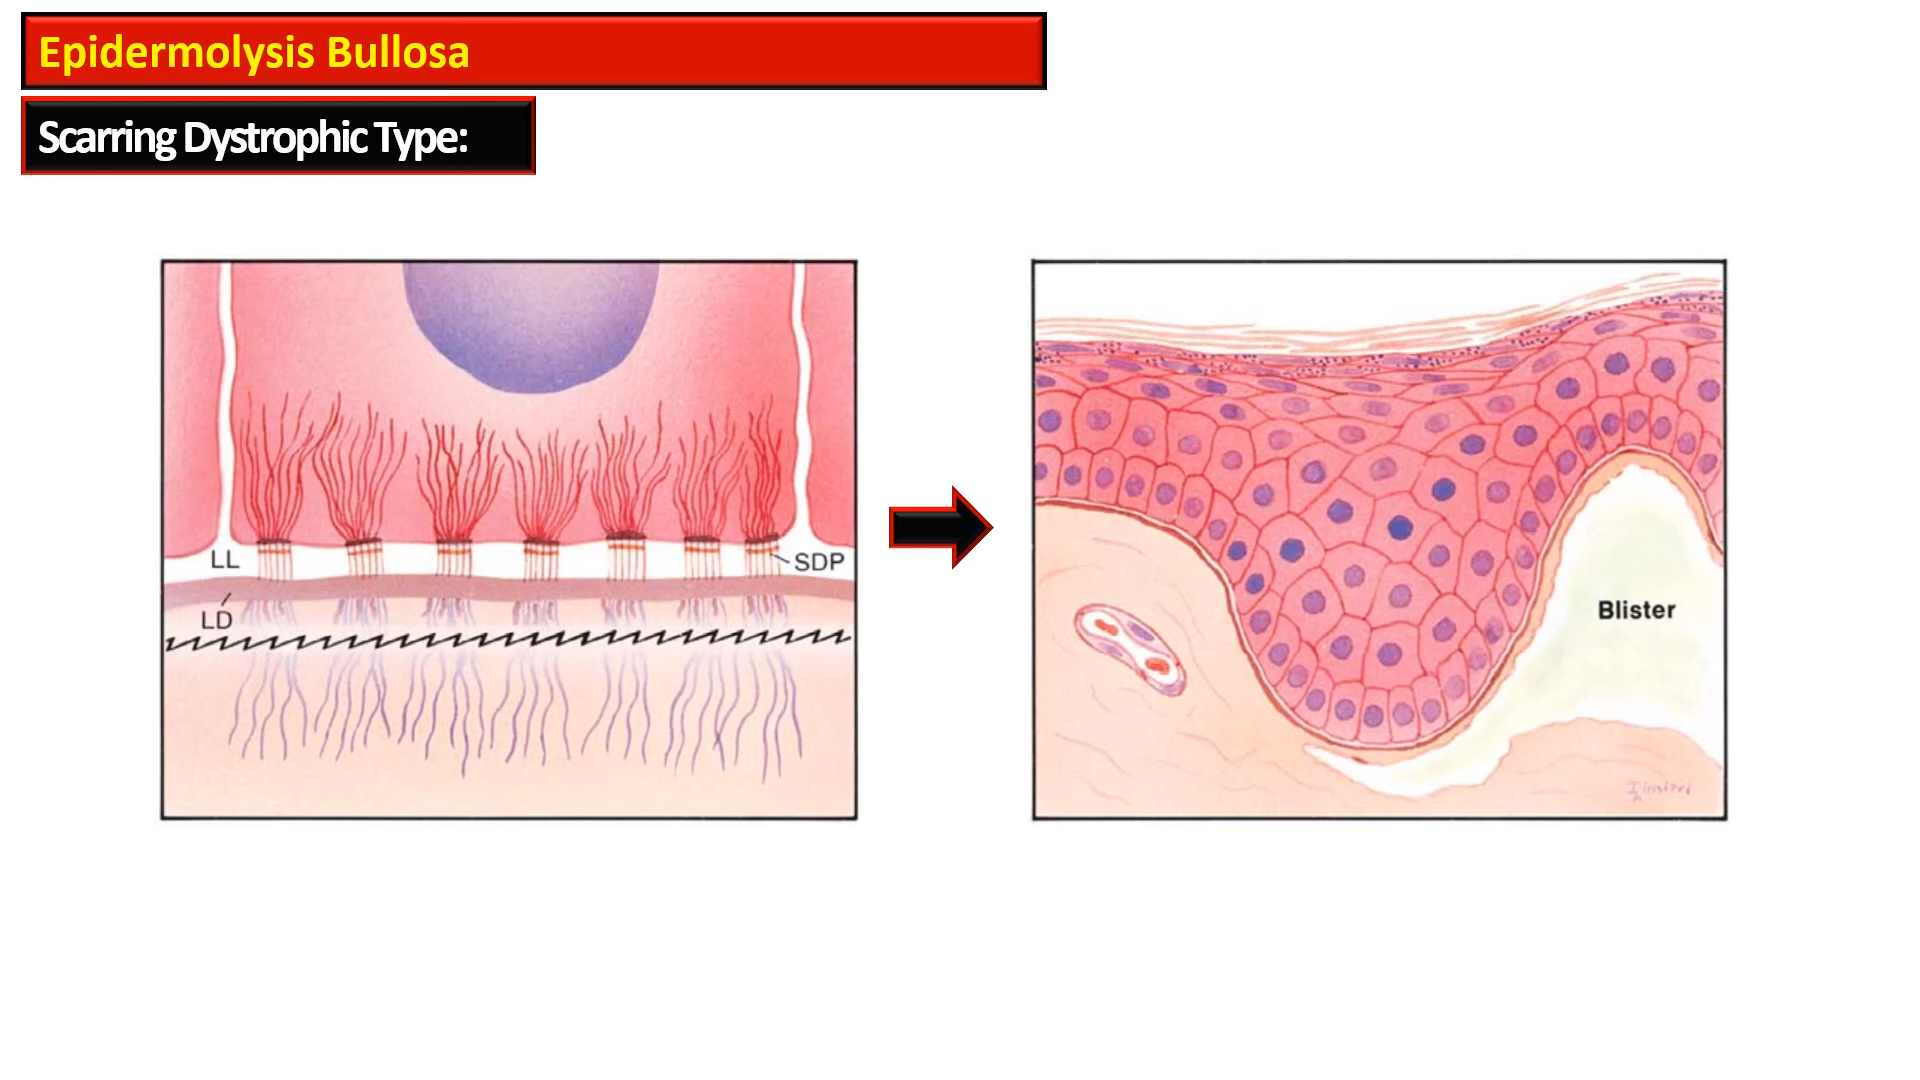 Epidermolysis Bullosa
Scarring Dystrophic Type:
LL
SDP
LD
Blister